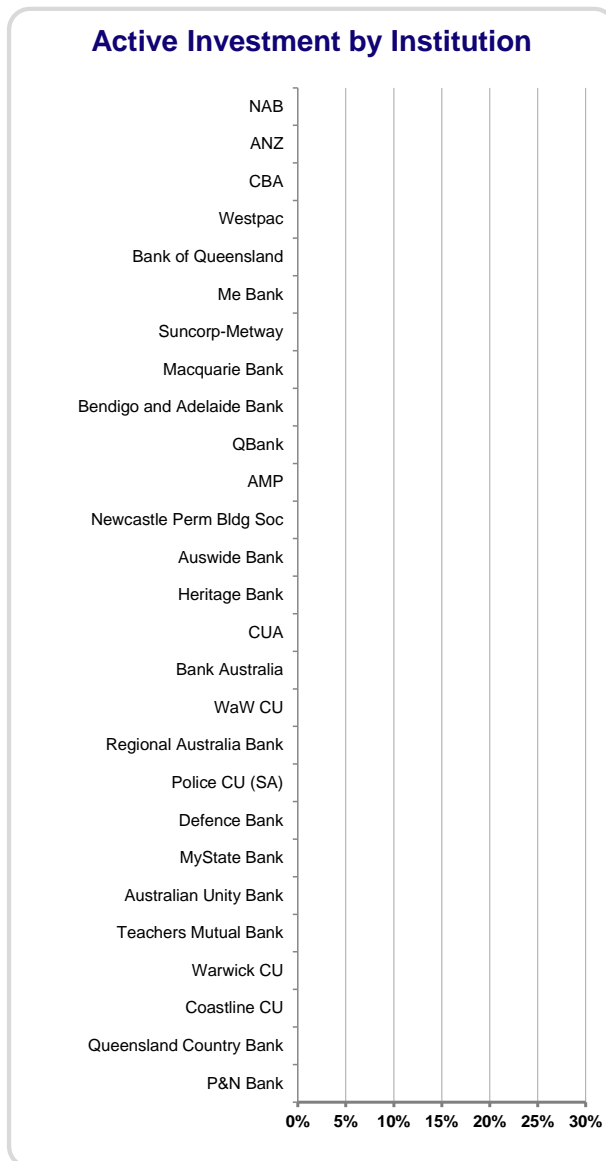 Active Investment by Institution
NAB
ANZ
CBA
Westpac
Bank of Queensland
Me Bank
Suncorp-Metway
Macquarie Bank
Bendigo and Adelaide Bank
QBank
AMP
Newcastle Perm Bldg Soc
Auswide Bank
Heritage Bank
CUA
Bank Australia
WaW CU
Regional Australia Bank
Police CU (SA)
Defence Bank
MyState Bank
Australian Unity Bank
Teachers Mutual Bank
Warwick CU
Coastline CU
Queensland Country Bank
P&N Bank
0% 5% 10% 15% 20% 25% 30%